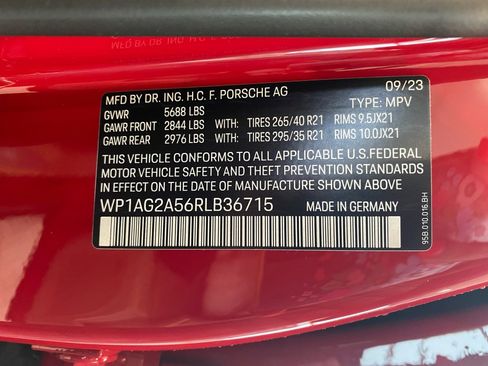 MFD BY DR. ING. H.C. F. PORSCHE AG 09/23
GVWR 5688 LBS TYPE: MPV
GAWR FRONT 2844 LBS WITH: TIRES 265/40 R21 RIMS 9.5JX21
GAWR REAR 2976 LBS WITH: TIRES 295/35 R21 RIMS 10.0JX21
THIS VEHICLE CONFORMS TO ALL APPLICABLE U.S.FEDERAL
MOTOR VEHICLE SAFETY, BUMPER, AND THEFT PREVENTION STANDARDS
IN EFFECT ON THE DATE OF MANUFACTURE SHOWN ABOVE.
WP1AG2A56RLB36715 MADE IN GERMANY
95B.010.016.BH